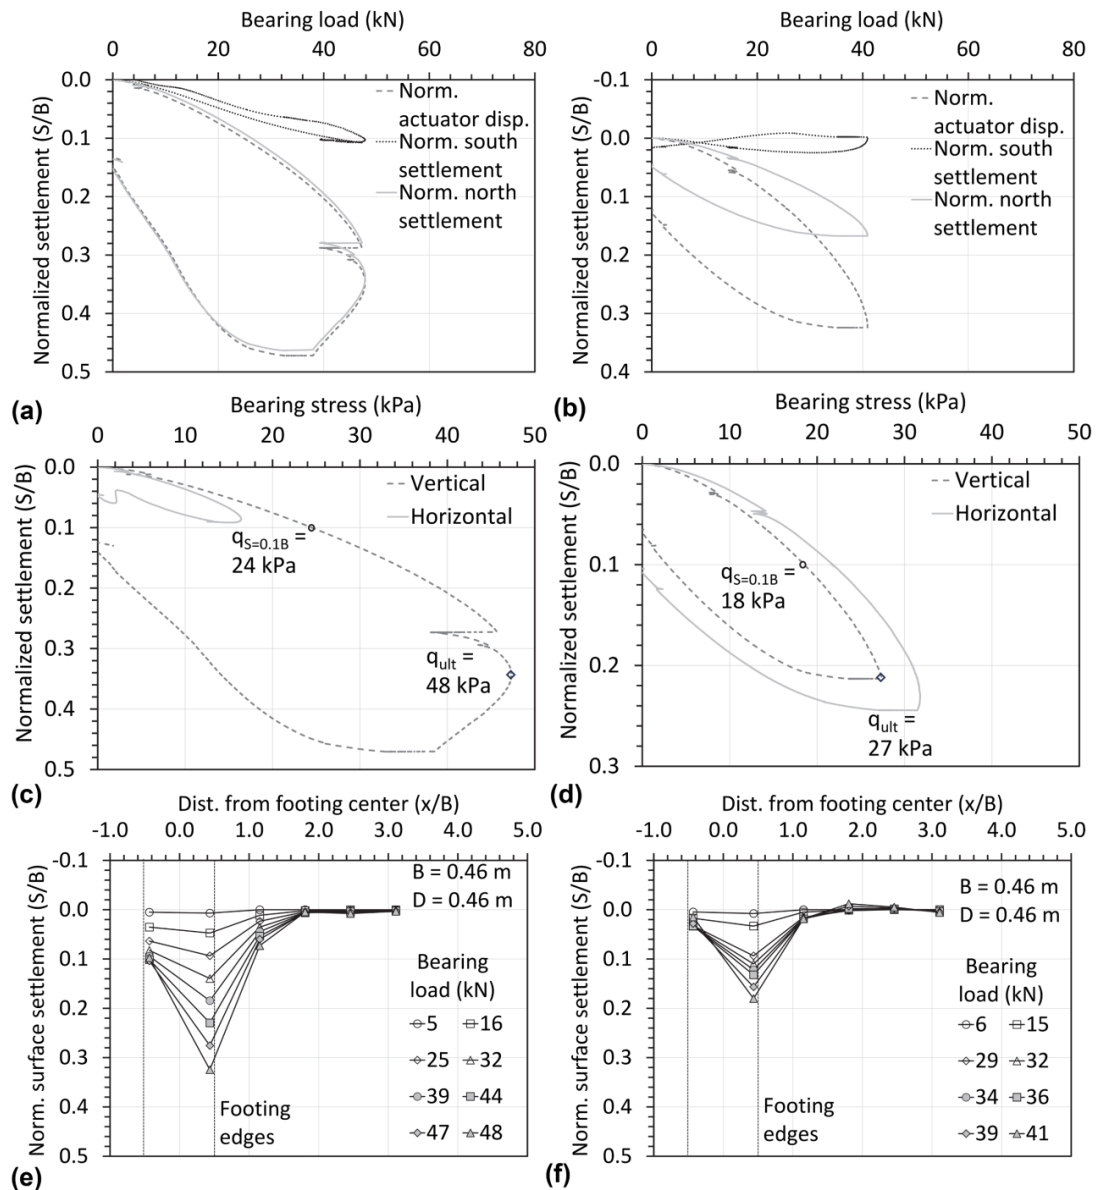 (a)
Bearing load (kN)
0 20 40 60 80
Normalized settlement (S/B)
0.0
0.1
0.2
0.3
0.4
0.5
Norm.
actuator disp.
Norm. south
settlement
Norm. north
settlement
(b)
Bearing load (kN)
0 20 40 60 80
Normalized settlement (S/B)
-0.1
0.0
0.1
0.2
0.3
0.4
Norm.
actuator disp.
Norm. south
settlement
Norm. north
settlement
(c)
Bearing stress (kPa)
0 10 20 30 40 50
Normalized settlement (S/B)
0.0
0.1
0.2
0.3
0.4
0.5
Vertical
Horizontal
qS=0.1B =
24 kPa
qult =
48 kPa
(d)
Bearing stress (kPa)
0 10 20 30 40 50
Normalized settlement (S/B)
0.0
0.1
0.2
0.3
Vertical
Horizontal
qS=0.1B =
18 kPa
qult =
27 kPa
(e)
Dist. from footing center (x/B)
-1.0 0.0 1.0 2.0 3.0 4.0 5.0
Norm. surface settlement (S/B)
-0.1
0.0
0.1
0.2
0.3
0.4
0.5
B = 0.46 m
D = 0.46 m
Bearing
load (kN)
5 16
25 32
39 44
47 48
Footing
edges
(f)
Dist. from footing center (x/B)
-1.0 0.0 1.0 2.0 3.0 4.0 5.0
Norm. surface settlement (S/B)
-0.1
0.0
0.1
0.2
0.3
0.4
0.5
B = 0.46 m
D = 0.46 m
Bearing
load (kN)
6 15
29 32
34 36
39 41
Footing
edges